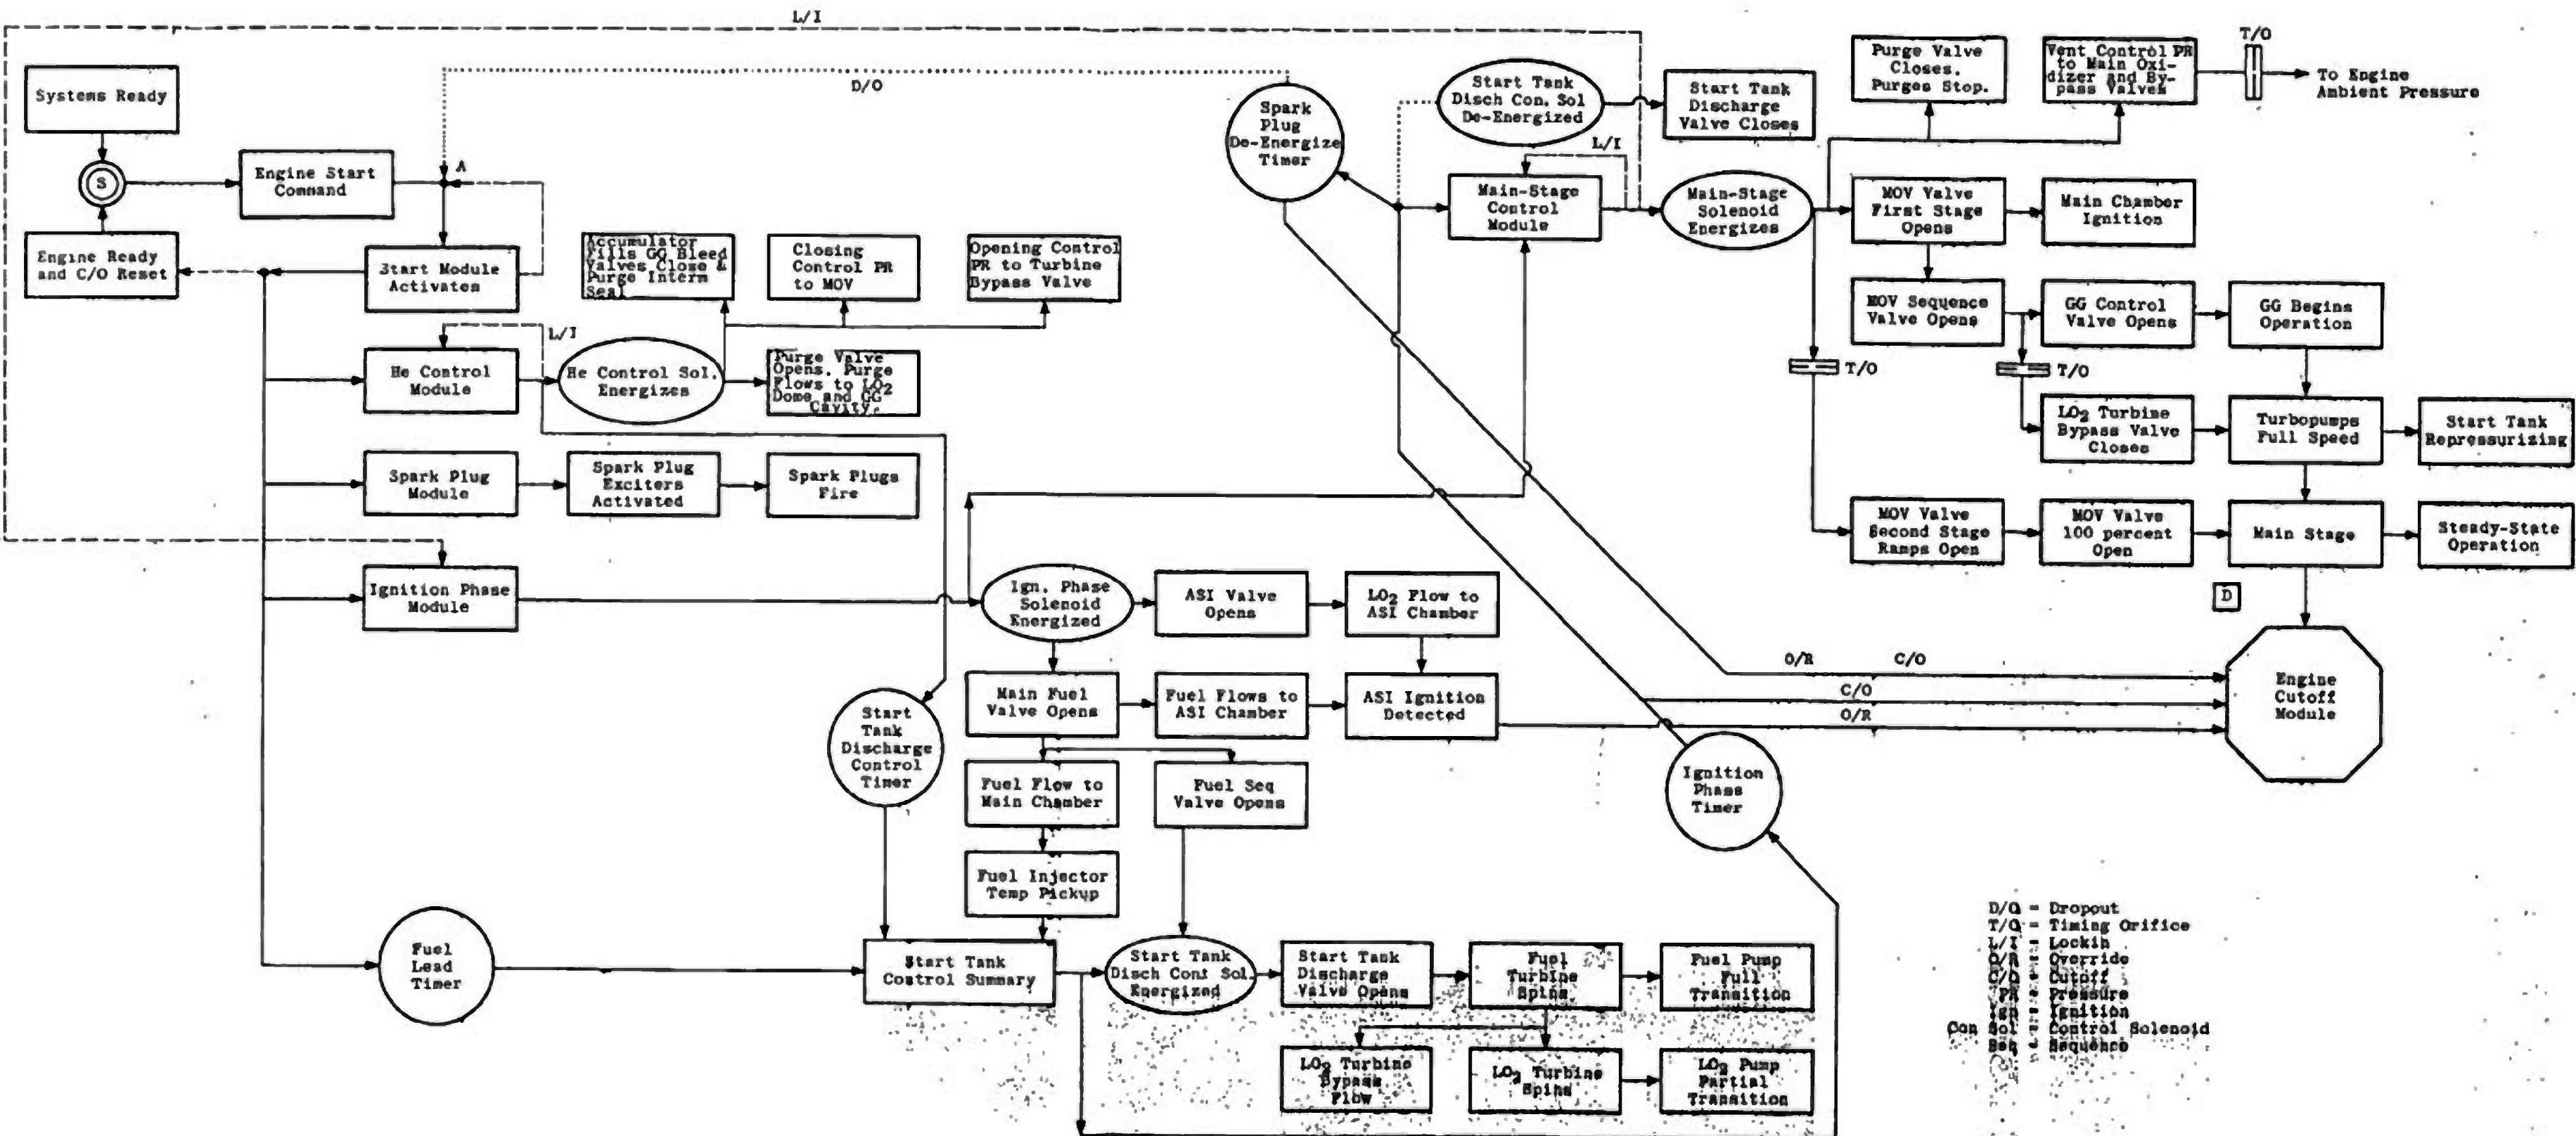 L/I
D/O
Systems Ready
S
Engine Start
Command
A
Engine Ready
and C/O Reset
Start Module
Activates
Accumulator
Fills GG Bleed
Valves Close &
Purge Interm
Seal
Closing
Control PR
to MOV
Opening Control
PR to Turbine
Bypass Valve
L/I
He Control
Module
He Control Sol.
Energizes
Purge Valve
Opens. Purge
Flows to LO2
Dome and GG
Cavity.
Spark Plug
Module
Spark Plug
Exciters
Activated
Spark Plugs
Fire
Ignition Phase
Module
Spark
Plug
De-Energize
Timer
Start Tank
Disch Con. Sol
De-Energized
Start Tank
Discharge
Valve Closes
L/I
Main-Stage
Control
Module
Main-Stage
Solenoid
Energizes
Purge Valve
Closes.
Purges Stop.
Vent Control PR
to Main Oxi-
dizer and By-
pass Valves
T/O
To Engine
Ambient Pressure
MOV Valve
First Stage
Opens
Main Chamber
Ignition
MOV Sequence
Valve Opens
GG Control
Valve Opens
GG Begins
Operation
T/O
T/O
LO2 Turbine
Bypass Valve
Closes
Turbopumps
Full Speed
Start Tank
Repressurizing
MOV Valve
Second Stage
Ramps Open
MOV Valve
100 percent
Open
Main Stage
Steady-State
Operation
D
Ign. Phase
Solenoid
Energized
ASI Valve
Opens
LO2 Flow to
ASI Chamber
Main Fuel
Valve Opens
Fuel Flows to
ASI Chamber
ASI Ignition
Detected
O/R
C/O
C/O
O/R
Engine
Cutoff
Module
Start
Tank
Discharge
Control
Timer
Fuel Flow to
Main Chamber
Fuel Seq
Valve Opens
Ignition
Phase
Timer
Fuel Injector
Temp Pickup
Fuel
Lead
Timer
Start Tank
Control Summary
Start Tank
Disch Cont Sol.
Energized
Start Tank
Discharge
Valve Opens
Fuel
Turbine
Spins
Fuel Pump
Full
Transition
LO2 Turbine
Bypass
Flow
LO2 Turbine
Spins
LO2 Pump
Partial
Transition
D/O = Dropout
T/O = Timing Orifice
L/I = Lockin
O/R = Override
C/O = Cutoff
PR = Pressure
Ign = Ignition
Con Sol = Control Solenoid
Seq = Sequence